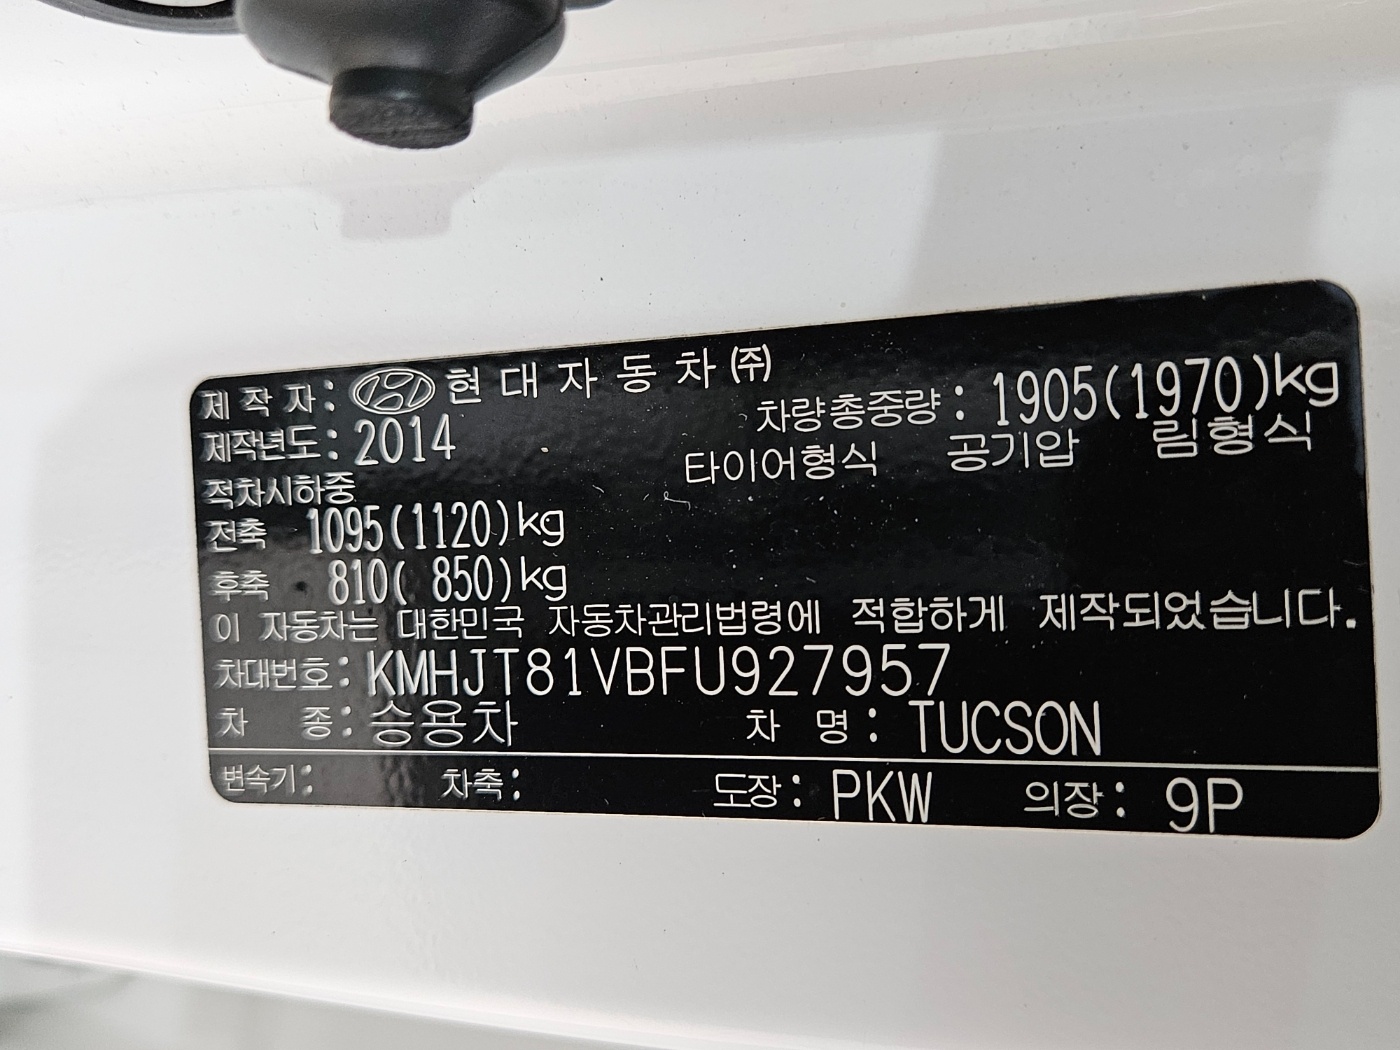 제 작 자 : 현 대 자 동 차 ㈜
제작년도 : 2014
차량총중량 : 1905(1970)kg
타이어형식 공기압 림형식
적차시하중
전축 1095(1120)kg
후축 810( 850)kg
이 자동차는 대한민국 자동차관리법령에 적합하게 제작되었습니다.
차대번호 : KMHJT81VBFU927957
차 종 : 승용차 차 명 : TUCSON
변속기 : 차축 : 도장 : PKW 의장 : 9P